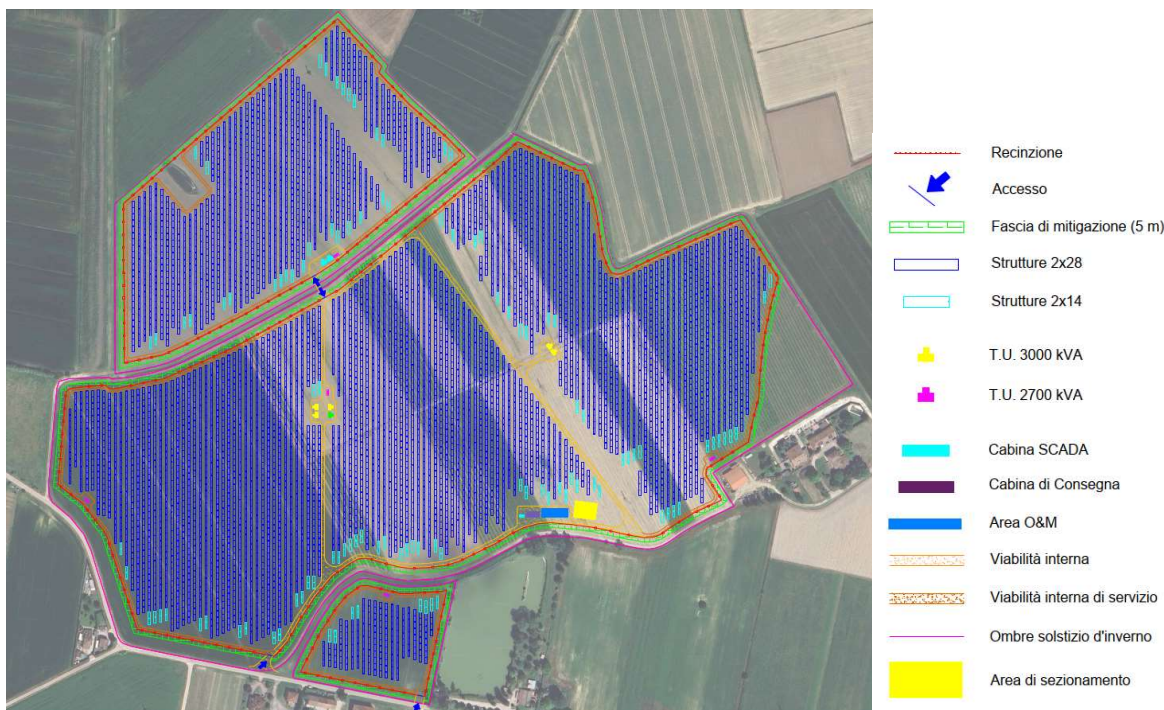 Recinzione
Accesso
Fascia di mitigazione (5 m)
Strutture 2x28
Strutture 2x14
T.U. 3000 kVA
T.U. 2700 kVA
Cabina SCADA
Cabina di Consegna
Area O&M
Viabilità interna
Viabilità interna di servizio
Ombre solstizio d'inverno
Area di sezionamento